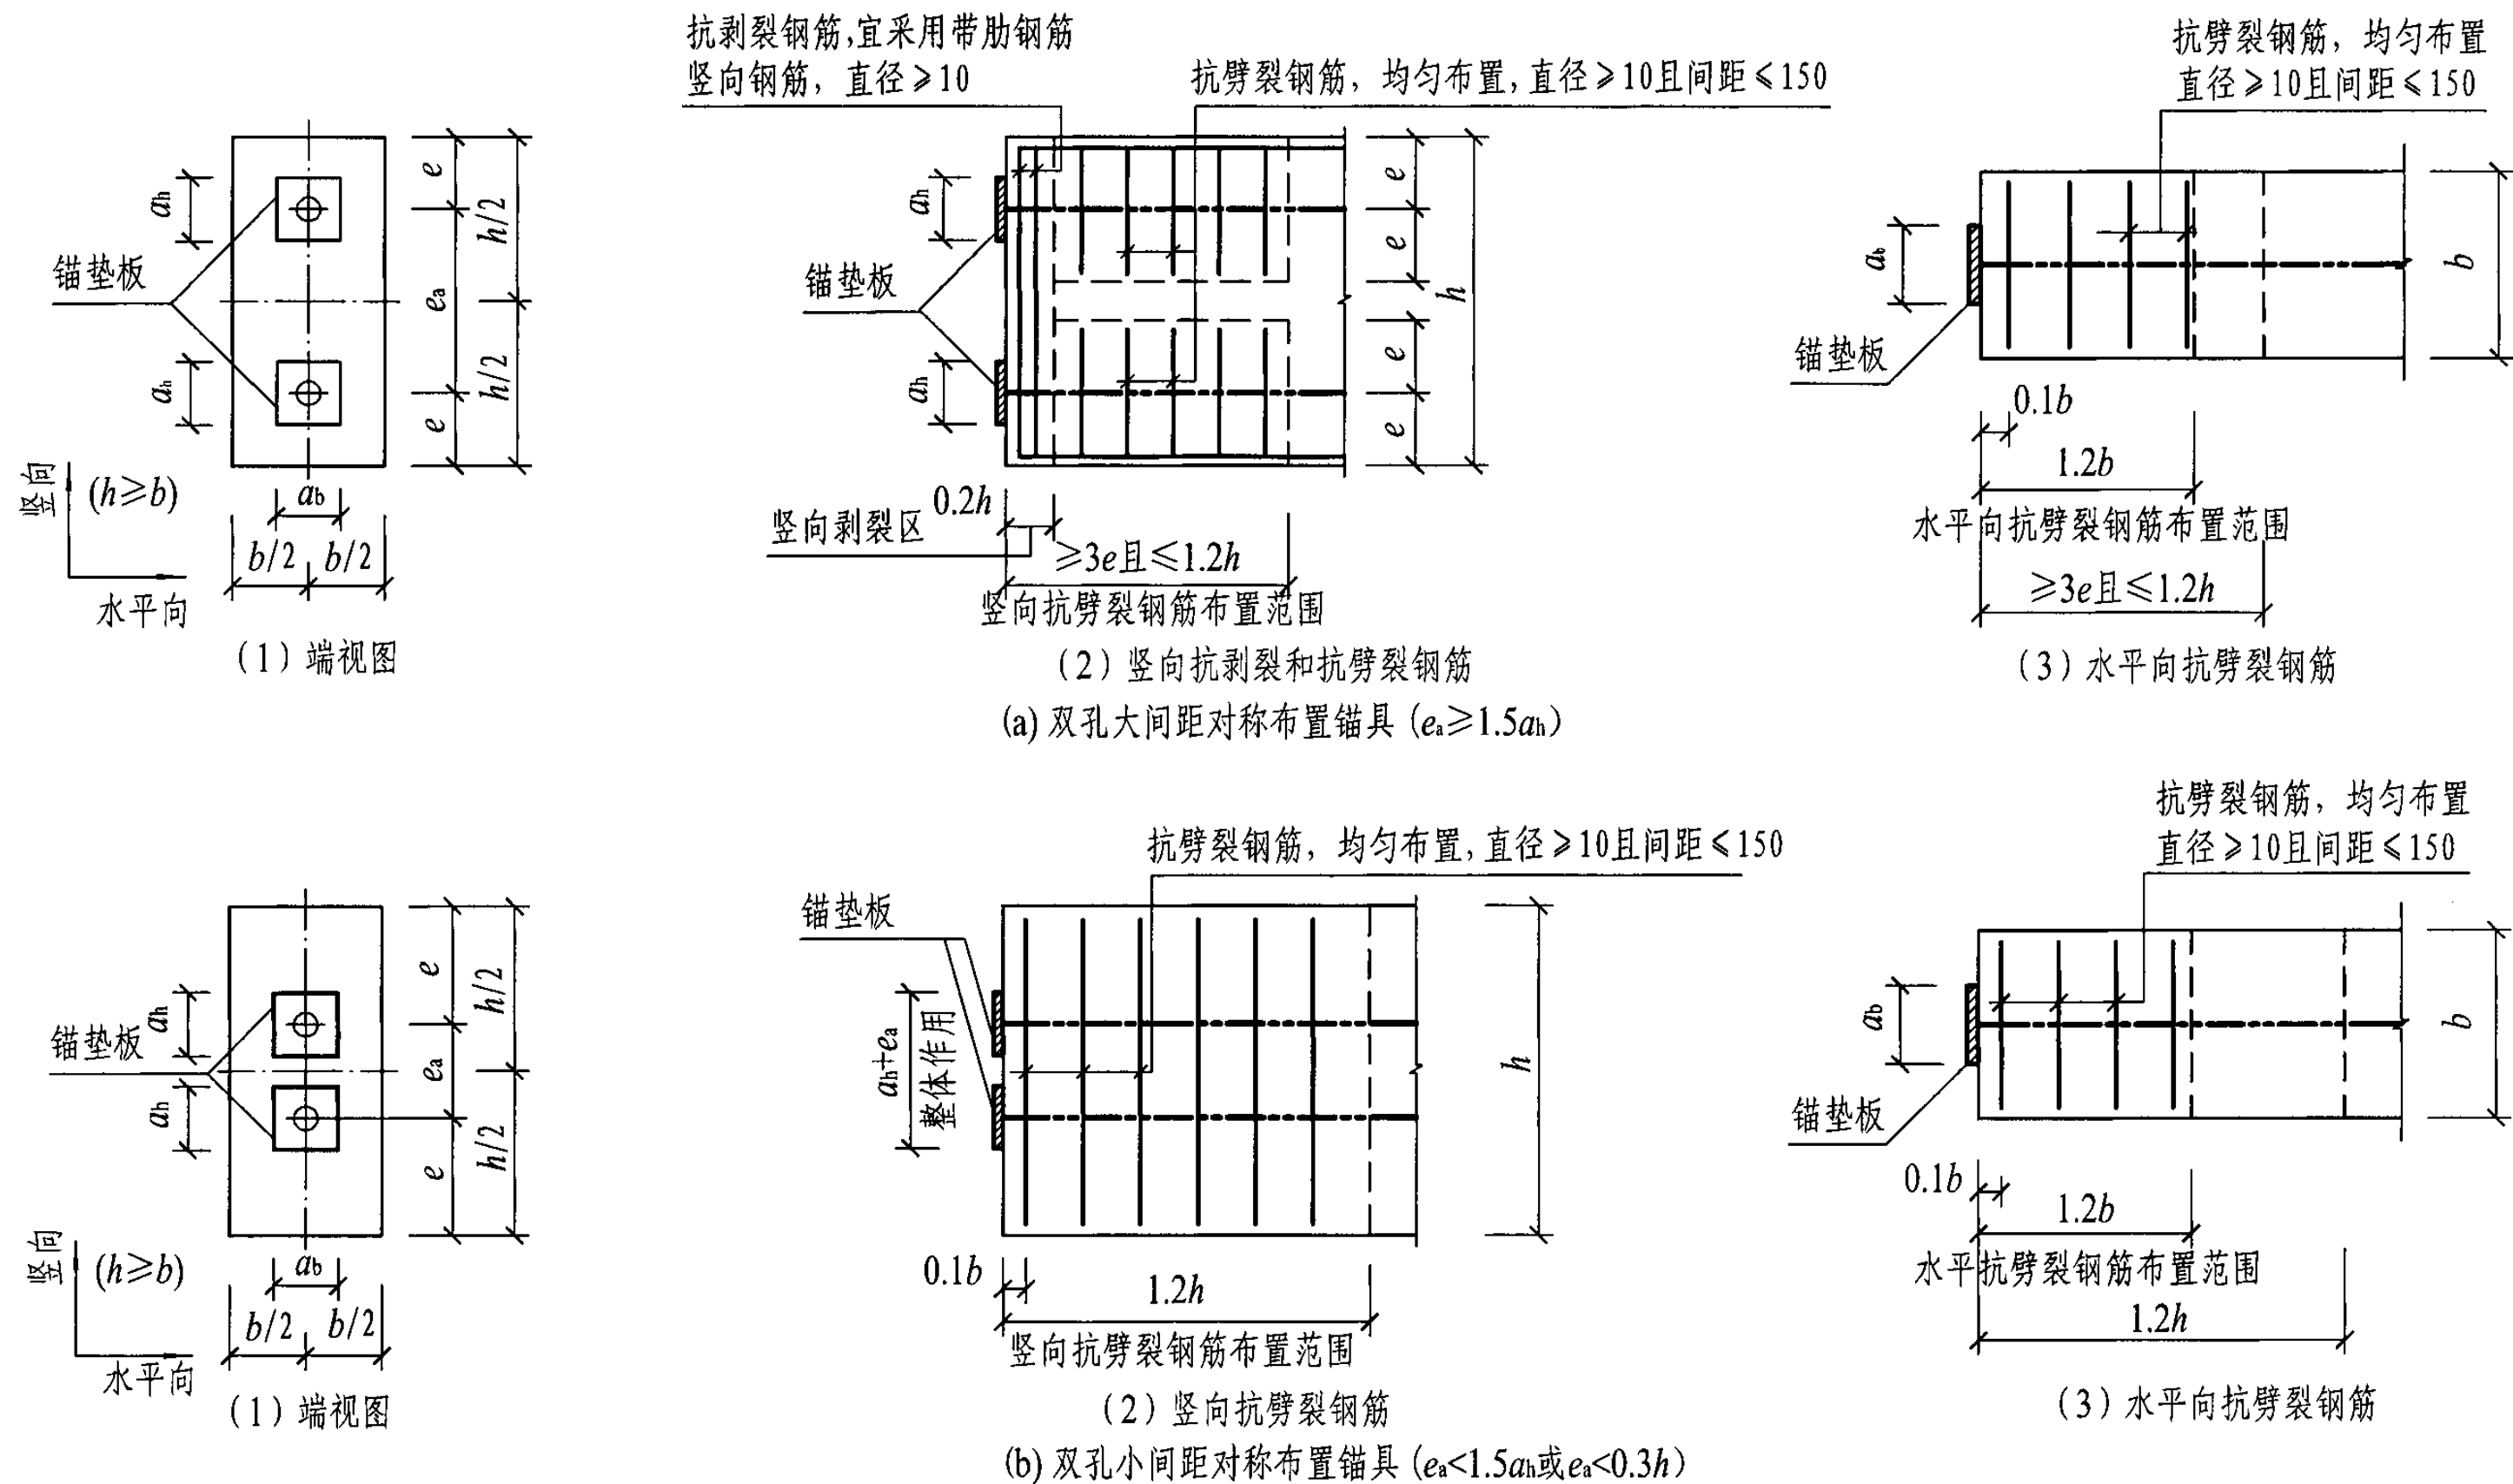 抗剥裂钢筋,宜采用带肋钢筋
竖向钢筋, 直径≥10
抗劈裂钢筋, 均匀布置, 直径≥10且间距≤150
抗劈裂钢筋, 均匀布置
直径≥10且间距≤150
锚垫板
ah
ah
e
ea
e
h/2
h/2
竖向
(h≥b)
ab
b/2
b/2
水平向
(1) 端视图
锚垫板
ah
ah
e
e
e
e
h
0.2h
竖向剥裂区
≥3e且≤1.2h
竖向抗劈裂钢筋布置范围
(2) 竖向抗剥裂和抗劈裂钢筋
ab
锚垫板
b
0.1b
1.2b
水平向抗劈裂钢筋布置范围
≥3e且≤1.2h
(3) 水平向抗劈裂钢筋
(a) 双孔大间距对称布置锚具 (ea≥1.5ah)
抗劈裂钢筋, 均匀布置, 直径≥10且间距≤150
抗劈裂钢筋, 均匀布置
直径≥10且间距≤150
锚垫板
ah
ah
e
ea
e
h/2
h/2
竖向
(h≥b)
ab
b/2
b/2
水平向
(1) 端视图
锚垫板
ah+ea
整体作用
h
0.1b
1.2h
竖向抗劈裂钢筋布置范围
(2) 竖向抗劈裂钢筋
ab
锚垫板
b
0.1b
1.2b
水平抗劈裂钢筋布置范围
1.2h
(3) 水平向抗劈裂钢筋
(b) 双孔小间距对称布置锚具 (ea<1.5ah或ea<0.3h)